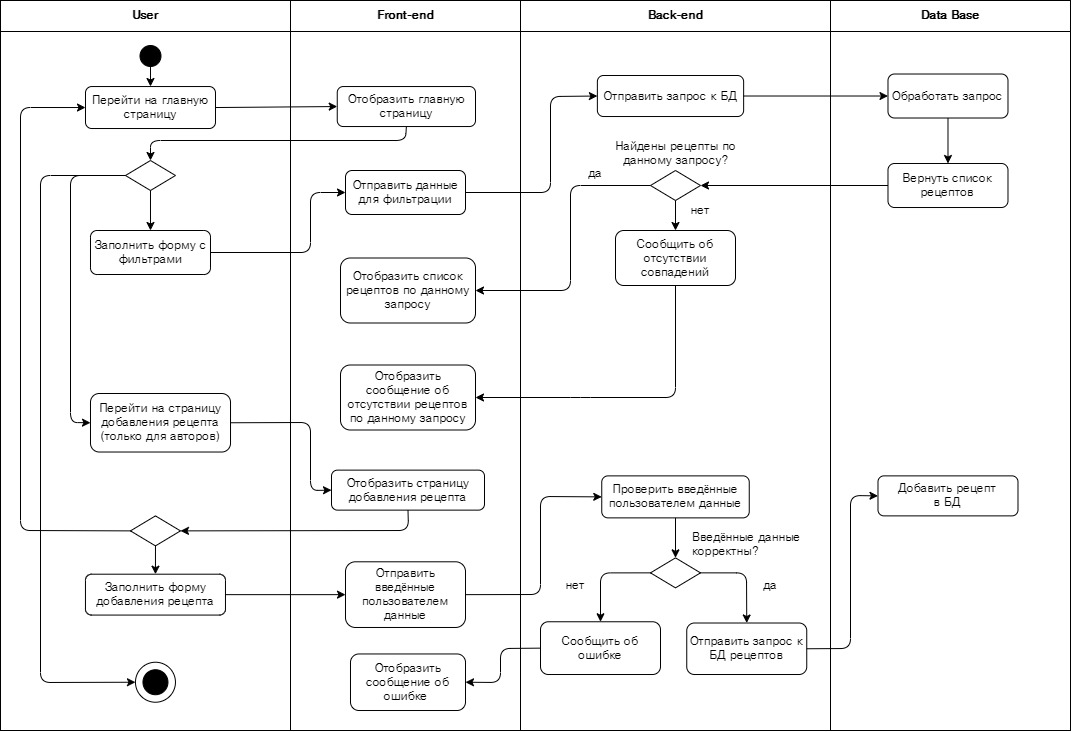 User
Front-end
Back-end
Data Base
Перейти на главную
страницу
Отобразить главную
страницу
Отправить запрос к БД
Обработать запрос
Найдены рецепты по
данному запросу?
да
нет
Вернуть список
рецептов
Отправить данные
для фильтрации
Заполнить форму с
фильтрами
Сообщить об
отсутствии
совпадений
Отобразить список
рецептов по данному
запросу
Отобразить
сообщение об
отсутствии рецептов
по данному запросу
Перейти на страницу
добавления рецепта
(только для авторов)
Отобразить страницу
добавления рецепта
Проверить введённые
пользователем данные
Добавить рецепт
в БД
Введённые данные
корректны?
нет
да
Заполнить форму
добавления рецепта
Отправить
введённые
пользователем
данные
Сообщить об
ошибке
Отправить запрос к
БД рецептов
Отобразить
сообщение об
ошибке